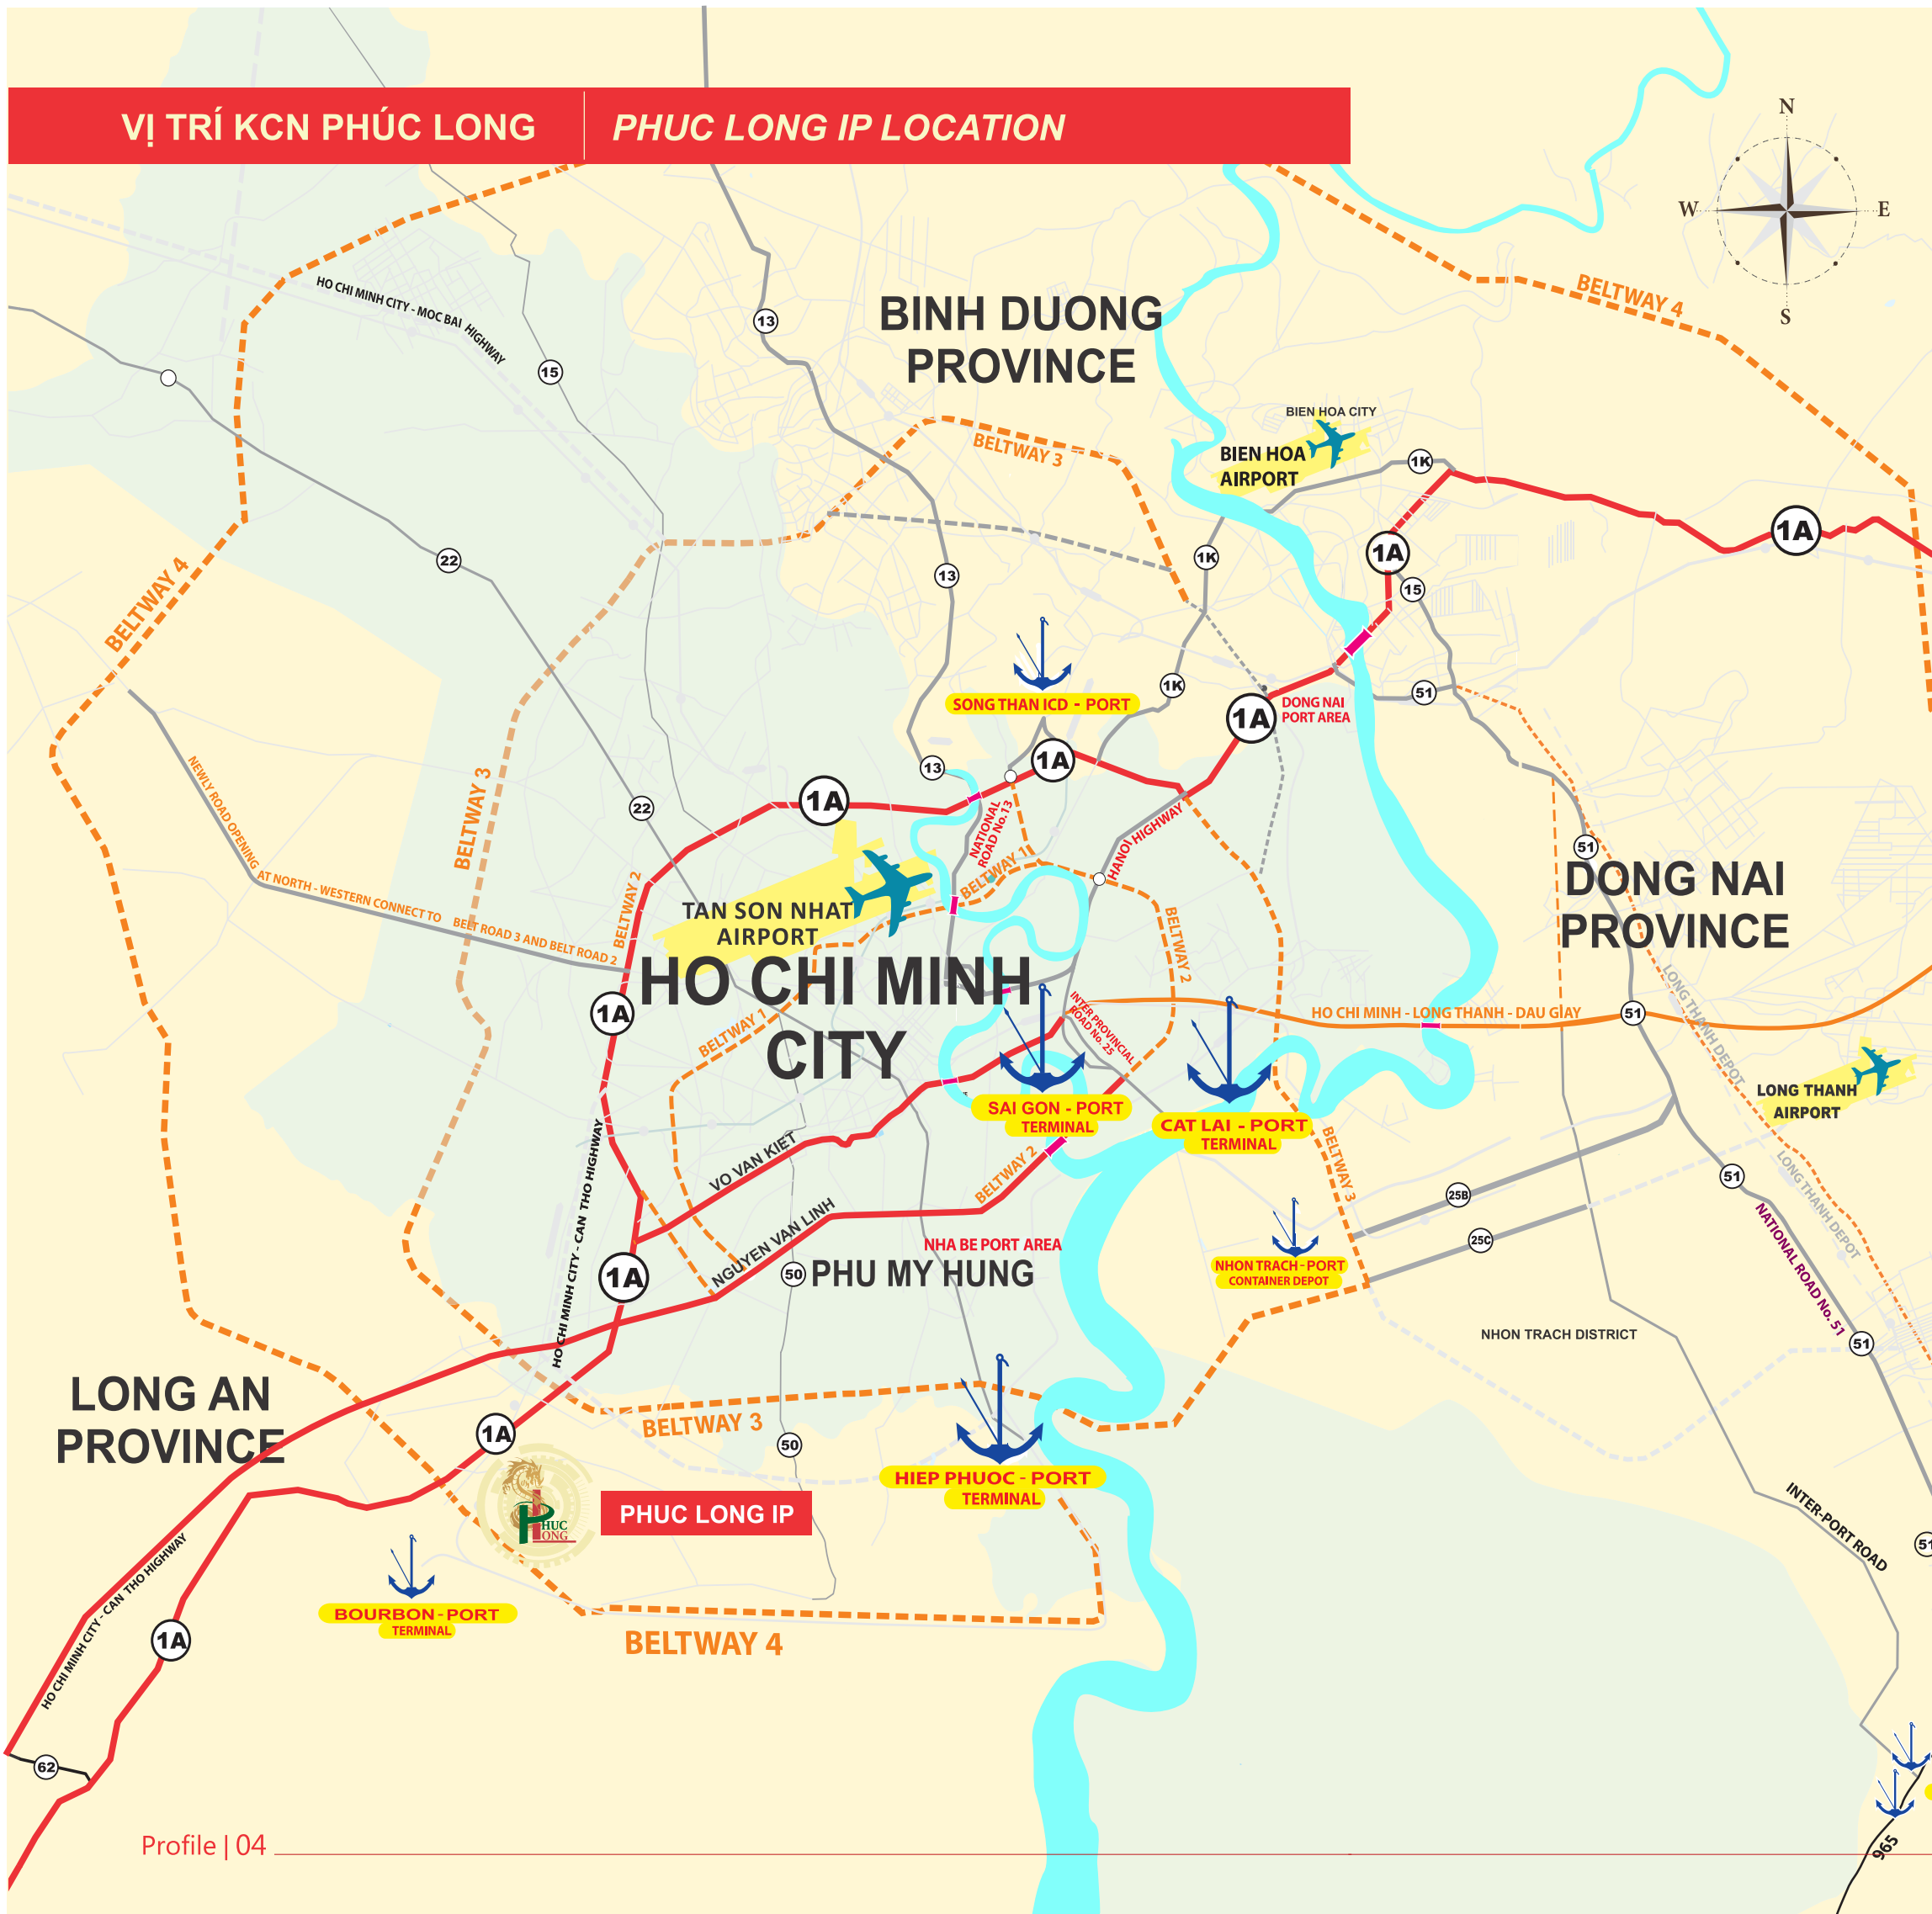 VỊ TRÍ KCN PHÚC LONG
PHUC LONG IP LOCATION
N
W
E
S
HO CHI MINH CITY - MOC BAI HIGHWAY
13
15
BINH DUONG
PROVINCE
BELTWAY 4
BIEN HOA CITY
BIEN HOA
AIRPORT
1K
BELTWAY 3
1A
1A
22
13
1K
15
BELTWAY 4
SONG THAN ICD - PORT
1K
51
1A
DONG NAI
PORT AREA
13
1A
1A
22
NEWLY ROAD OPENING
AT NORTH - WESTERN CONNECT TO BELT ROAD 3 AND BELT ROAD 2
BELTWAY 3
BELTWAY 2
NATIONAL
ROAD No.13
BELTWAY 1
HANOI HIGHWAY
51
DONG NAI
PROVINCE
TAN SON NHAT
AIRPORT
BELTWAY 2
HO CHI MINH
CITY
1A
BELTWAY 1
INTER PROVINCIAL
ROAD No. 25
HO CHI MINH - LONG THANH - DAU GIAY
51
LONG THANH DEPOT
LONG THANH
AIRPORT
SAI GON - PORT
TERMINAL
CAT LAI - PORT
TERMINAL
BELTWAY 3
HO CHI MINH CITY - CAN THO HIGHWAY
VO VAN KIET
BELTWAY 2
25B
51
LONG THANH DEPOT
NGUYEN VAN LINH
NHA BE PORT AREA
1A
50
PHU MY HUNG
NHON TRACH - PORT
CONTAINER DEPOT
25C
NATIONAL ROAD No. 51
NHON TRACH DISTRICT
51
LONG AN
PROVINCE
1A
BELTWAY 3
50
HIEP PHUOC - PORT
TERMINAL
PHUC
LONG
PHUC LONG IP
INTER-PORT ROAD
51
HO CHI MINH CITY - CAN THO HIGHWAY
BOURBON - PORT
TERMINAL
1A
BELTWAY 4
62
965
Profile | 04